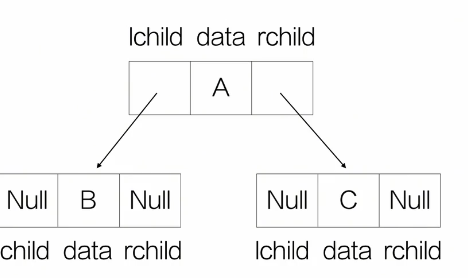 lchild data rchild
A
Null B Null
Null C Null
child data rchild
lchild data rchild